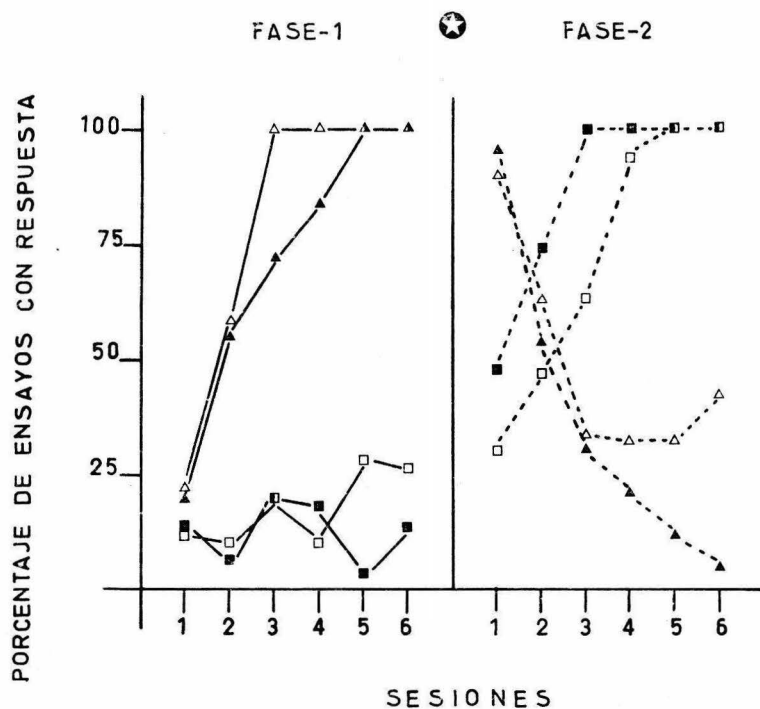 FASE-1 FASE-2
PORCENTAJE DE ENSAYOS CON RESPUESTA
100
75
50
25
1 2 3 4 5 6 1 2 3 4 5 6
SESIONES